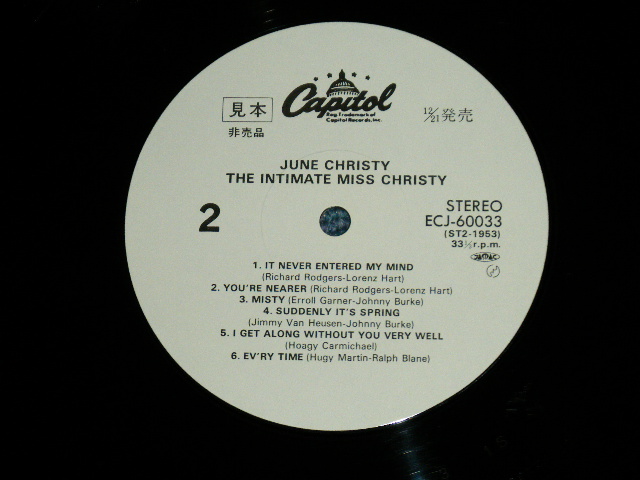 Capitol
Reg. Trademark of
Capitol Records, Inc.
見本
非売品
12/21発売
JUNE CHRISTY
THE INTIMATE MISS CHRISTY
2
STEREO
ECJ-60033
(ST2-1953)
33⅓r.p.m.
1. IT NEVER ENTERED MY MIND
(Richard Rodgers-Lorenz Hart)
2. YOU'RE NEARER (Richard Rodgers-Lorenz Hart)
3. MISTY (Erroll Garner-Johnny Burke)
4. SUDDENLY IT'S SPRING
(Jimmy Van Heusen-Johnny Burke)
5. I GET ALONG WITHOUT YOU VERY WELL
(Hoagy Carmichael)
6. EV'RY TIME (Hugy Martin-Ralph Blane)